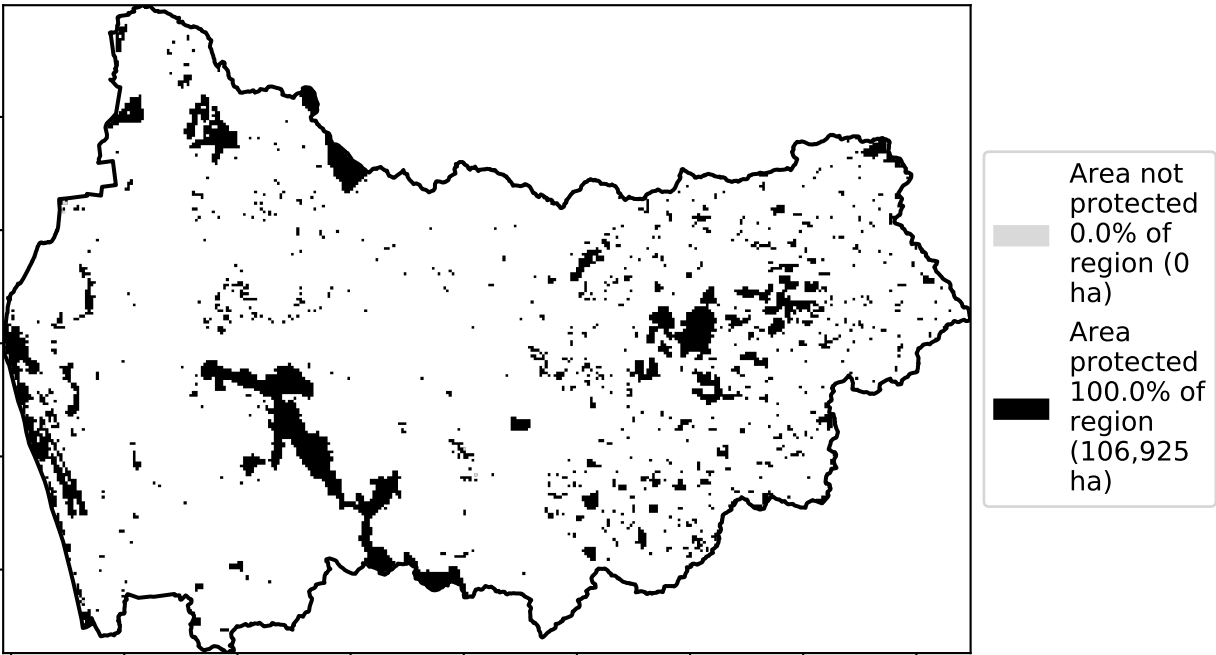 Area not
protected
0.0% of
region (0
ha)
Area
protected
100.0% of
region
(106,925
ha)